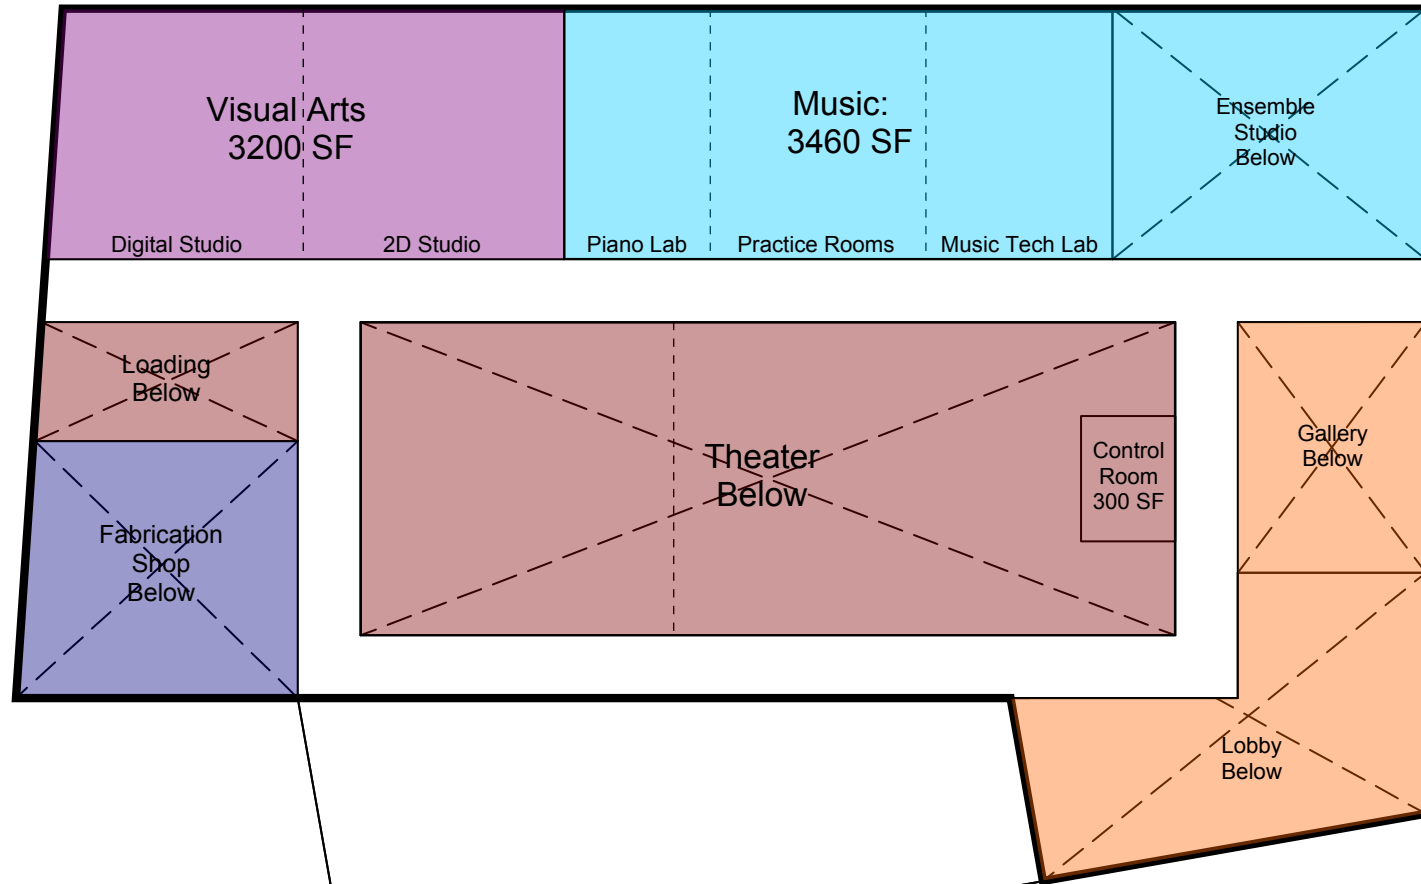 Visual Arts
3200 SF
Digital Studio
2D Studio
Music:
3460 SF
Piano Lab
Practice Rooms
Music Tech Lab
Ensemble
Studio
Below
Loading
Below
Fabrication
Shop
Below
Theater
Below
Control
Room
300 SF
Gallery
Below
Lobby
Below